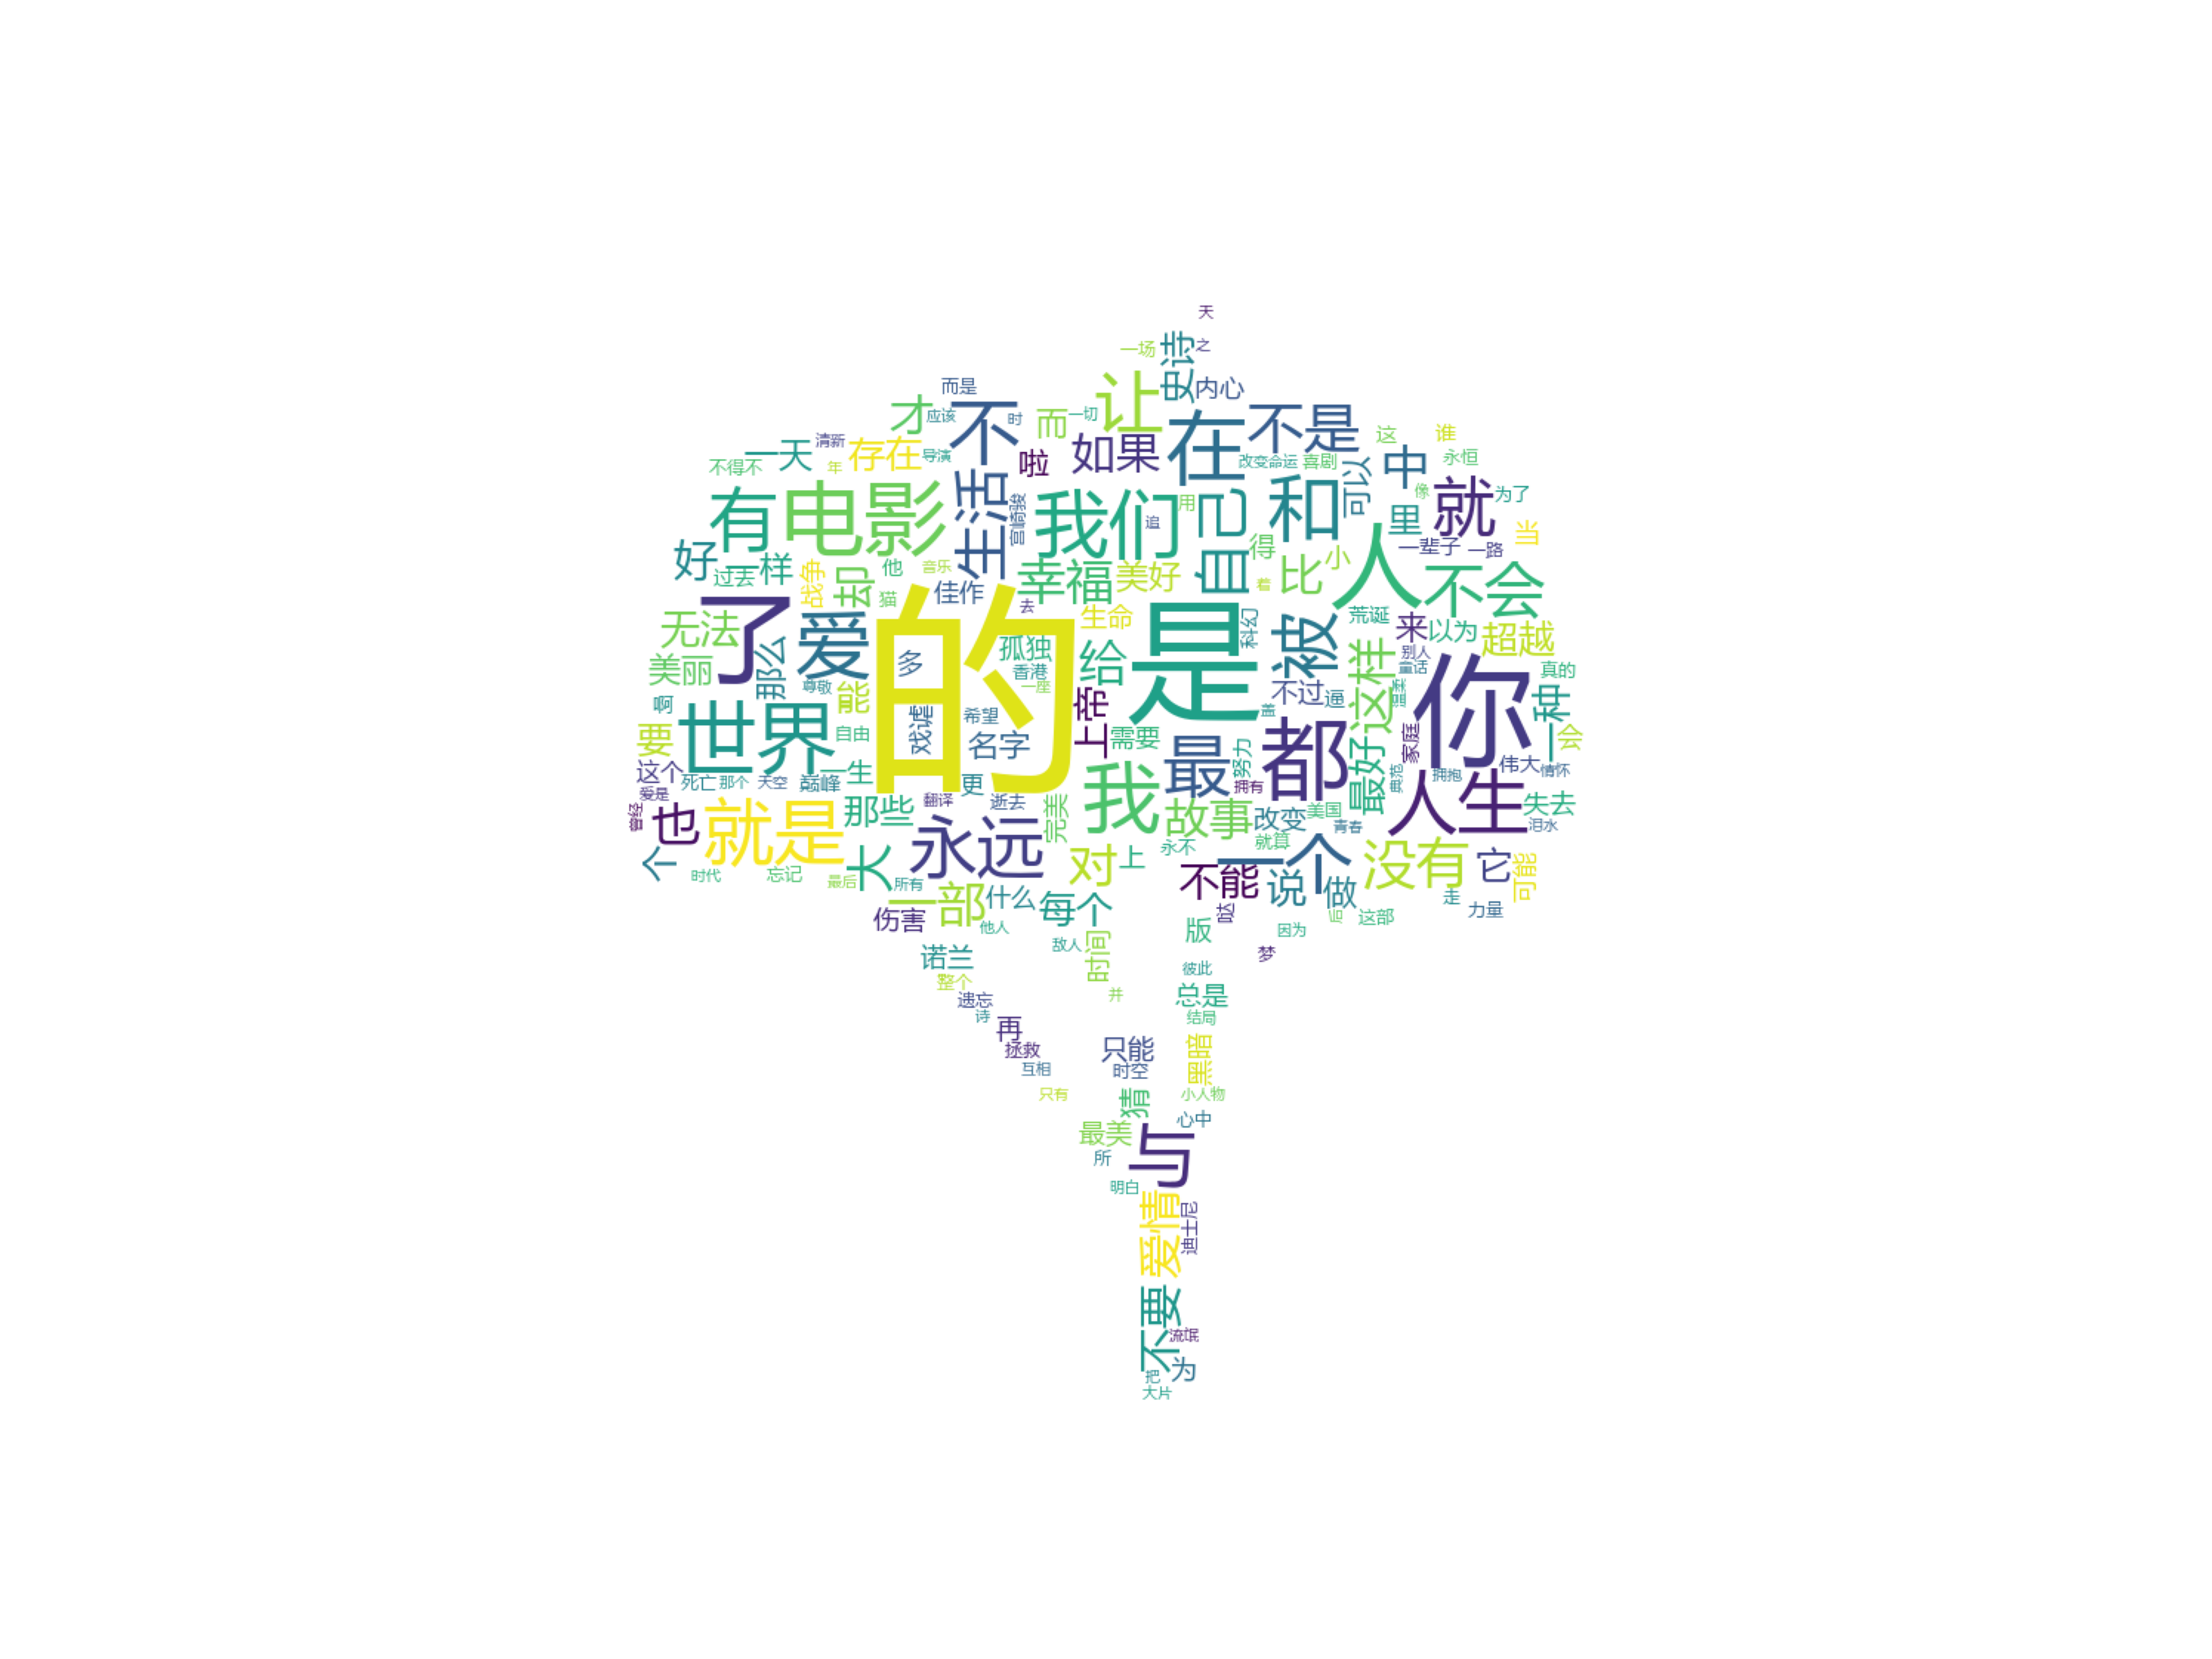 天
一场
史诗
之
而是
让
内心
才
应该
不
时
而
一切
在
不是
一天
清新
存在
导演
啦
如果
这
谁
不得不
年
改变命运
喜剧
可以
中
永恒
有
电影
生活
宫崎骏
我们
追
用
自己
和
像
就
为了
里
当
好
一样
过去
战争
却
他
音乐
幸福
美好
得
比
小
人
一辈子
一路
不会
猫
佳作
去
着
了
爱
的
生命
是
科幻
被
荒诞
来
以为
超越
无法
那么
多
孤独
给
这样
别人
童话
你
真的
美丽
尊敬
能
香港
一座
上帝
不过
逼
一种
啊
世界
戏谑
希望
盖
要
自由
名字
需要
最
都
最好
家庭
会
这个
死亡
那个
天空
巅峰
一生
更
努力
拥有
典范
拥抱
伟大
情怀
爱是
曾经
也
就是
那些
翻译
逝去
完美
我
故事
改变
美国
青春
人生
失去
泪水
个
时代
忘记
大
永远
对
上
永不
就算
一个
没有
它
可能
最后
所有
不能
说
做
走
一部
什么
每个
力量
伤害
他人
敌人
时间
版
哒
后
这部
因为
诺兰
梦
整个
彼此
遗忘
并
总是
诗
再
结局
拯救
只能
黑暗
互相
时空
只有
猜
小人物
心中
最美
与
所
明白
爱情
迪士尼
不要
流氓
为
把
大片